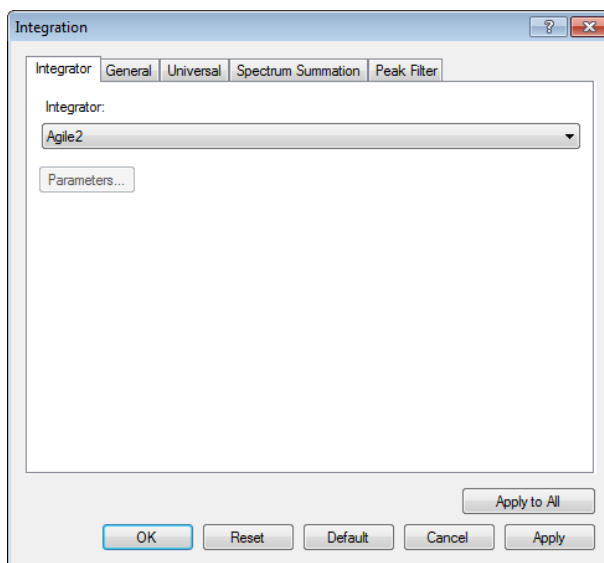 Integration
Integrator General Universal Spectrum Summation Peak Filter
Integrator:
Agile2
Parameters...
Apply to All
OK Reset Default Cancel Apply